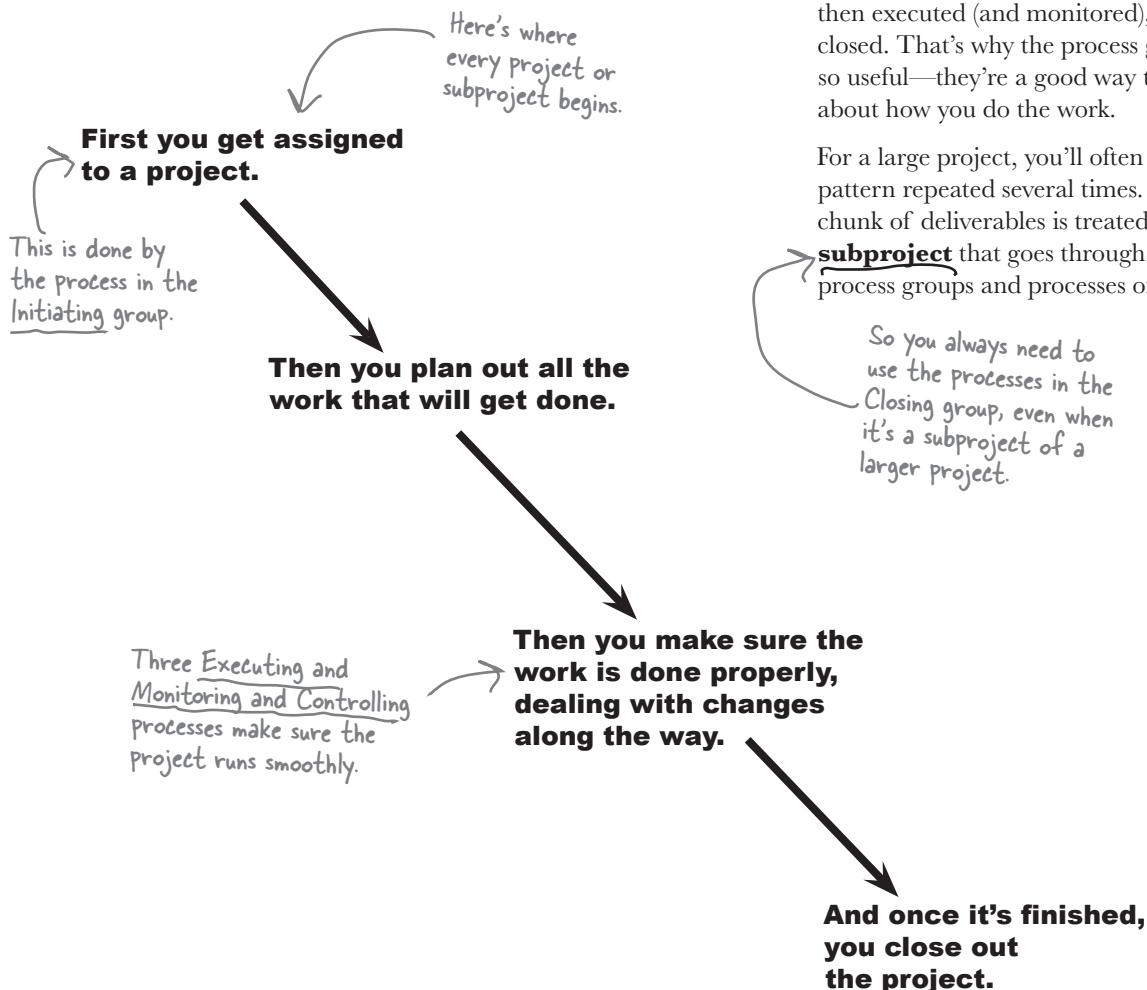 Here's where
every project or
subproject begins.
First you get assigned
to a project.
This is done by
the process in the
Initiating group.
then executed (and monitored),
closed. That's why the process g
so useful—they're a good way t
about how you do the work.
For a large project, you'll often
pattern repeated several times.
chunk of deliverables is treated
subproject that goes through
process groups and processes o
So you always need to
use the processes in the
Closing group, even when
it's a subproject of a
larger project.
Then you plan out all the
work that will get done.
Three Executing and
Monitoring and Controlling
processes make sure the
project runs smoothly.
Then you make sure the
work is done properly,
dealing with changes
along the way.
And once it's finished,
you close out
the project.